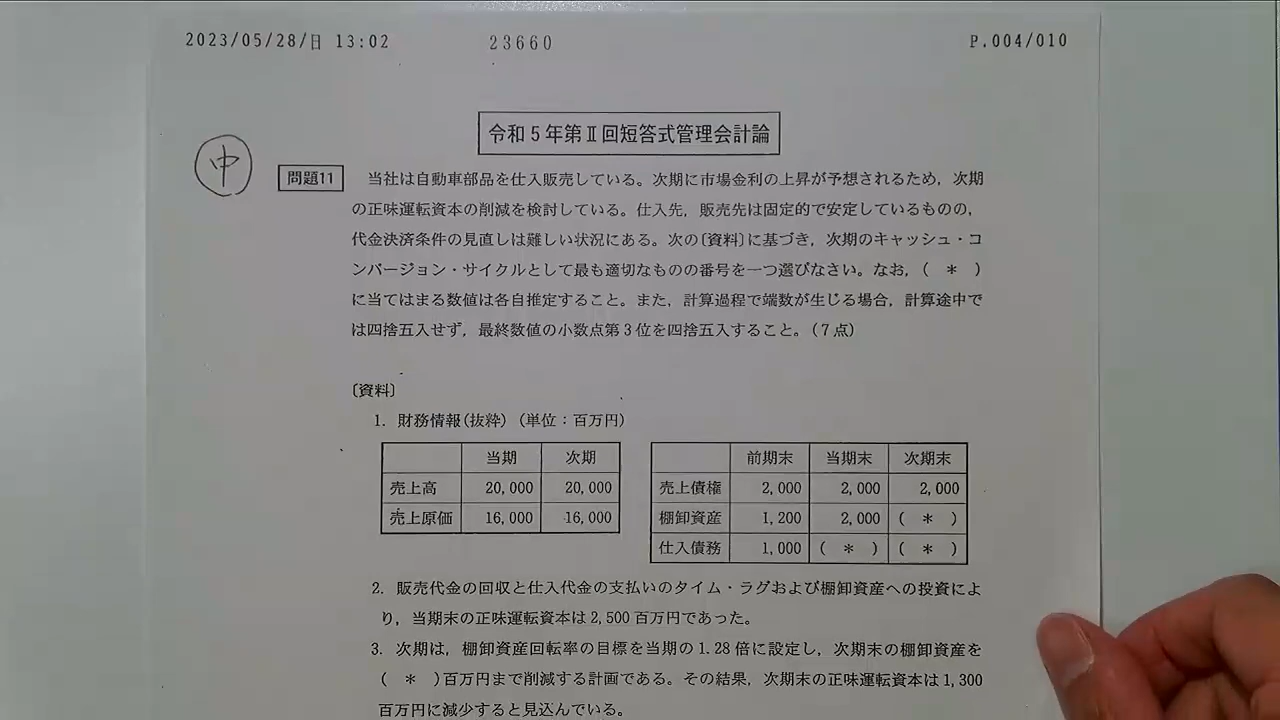 2023/05/28/日 13:02 23660 P.004/010
令和5年第Ⅱ回短答式管理会計論
中
問題11 当社は自動車部品を仕入販売している。次期に市場金利の上昇が予想されるため，次期
の正味運転資本の削減を検討している。仕入先，販売先は固定的で安定しているものの，
代金決済条件の見直しは難しい状況にある。次の〔資料〕に基づき，次期のキャッシュ・コ
ンバージョン・サイクルとして最も適切なものの番号を一つ選びなさい。なお，( * )
に当てはまる数値は各自推定すること。また，計算過程で端数が生じる場合，計算途中で
は四捨五入せず，最終数値の小数点第3位を四捨五入すること。(7点)
〔資料〕
1. 財務情報(抜粋) (単位：百万円)
当期 次期
売上高 20,000 20,000
売上原価 16,000 16,000
前期末 当期末 次期末
売上債権 2,000 2,000 2,000
棚卸資産 1,200 2,000 ( * )
仕入債務 1,000 ( * ) ( * )
2. 販売代金の回収と仕入代金の支払いのタイム・ラグおよび棚卸資産への投資によ
り，当期末の正味運転資本は2,500百万円であった。
3. 次期は，棚卸資産回転率の目標を当期の1.28倍に設定し，次期末の棚卸資産を
( * )百万円まで削減する計画である。その結果，次期末の正味運転資本は1,300
百万円に減少すると見込んでいる。